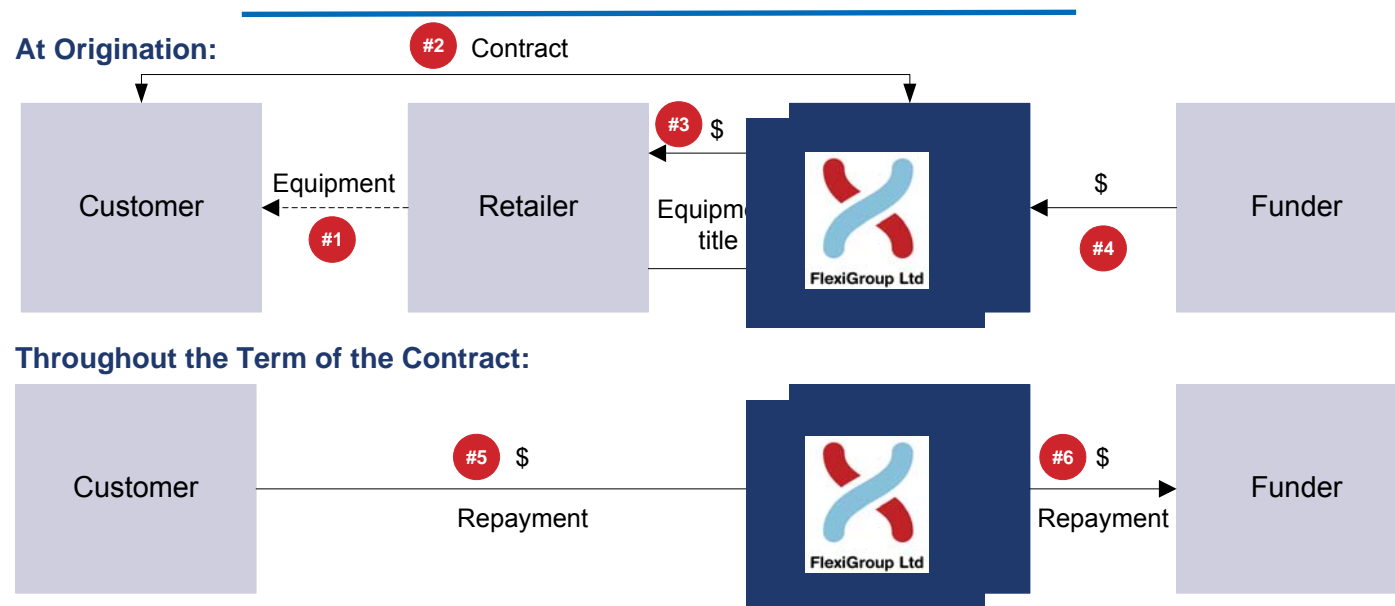 At Origination:
#2 Contract
#3 $
Customer
Equipment
#1
Retailer
title
FlexiGroup Ltd
$
#4
Funder
Throughout the Term of the Contract:
Customer
#5 $
Repayment
FlexiGroup Ltd
#6 $
Repayment
Funder